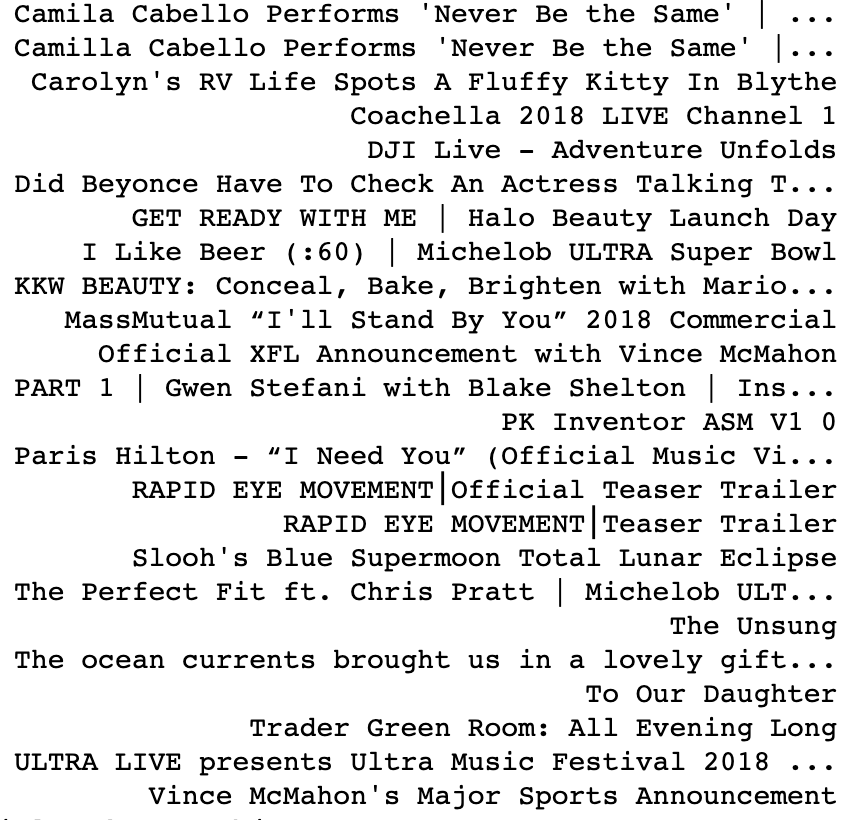 Camila Cabello Performs 'Never Be the Same' | ...
Camilla Cabello Performs 'Never Be the Same' |...
Carolyn's RV Life Spots A Fluffy Kitty In Blythe
Coachella 2018 LIVE Channel 1
DJI Live – Adventure Unfolds
Did Beyonce Have To Check An Actress Talking T...
GET READY WITH ME | Halo Beauty Launch Day
I Like Beer (:60) | Michelob ULTRA Super Bowl
KKW BEAUTY: Conceal, Bake, Brighten with Mario...
MassMutual “I'll Stand By You” 2018 Commercial
Official XFL Announcement with Vince McMahon
PART 1 | Gwen Stefani with Blake Shelton | Ins...
PK Inventor ASM V1 0
Paris Hilton – “I Need You” (Official Music Vi...
RAPID EYE MOVEMENT┃Official Teaser Trailer
RAPID EYE MOVEMENT┃Teaser Trailer
Slooh's Blue Supermoon Total Lunar Eclipse
The Perfect Fit ft. Chris Pratt | Michelob ULT...
The Unsung
The ocean currents brought us in a lovely gift...
To Our Daughter
Trader Green Room: All Evening Long
ULTRA LIVE presents Ultra Music Festival 2018 ...
Vince McMahon's Major Sports Announcement